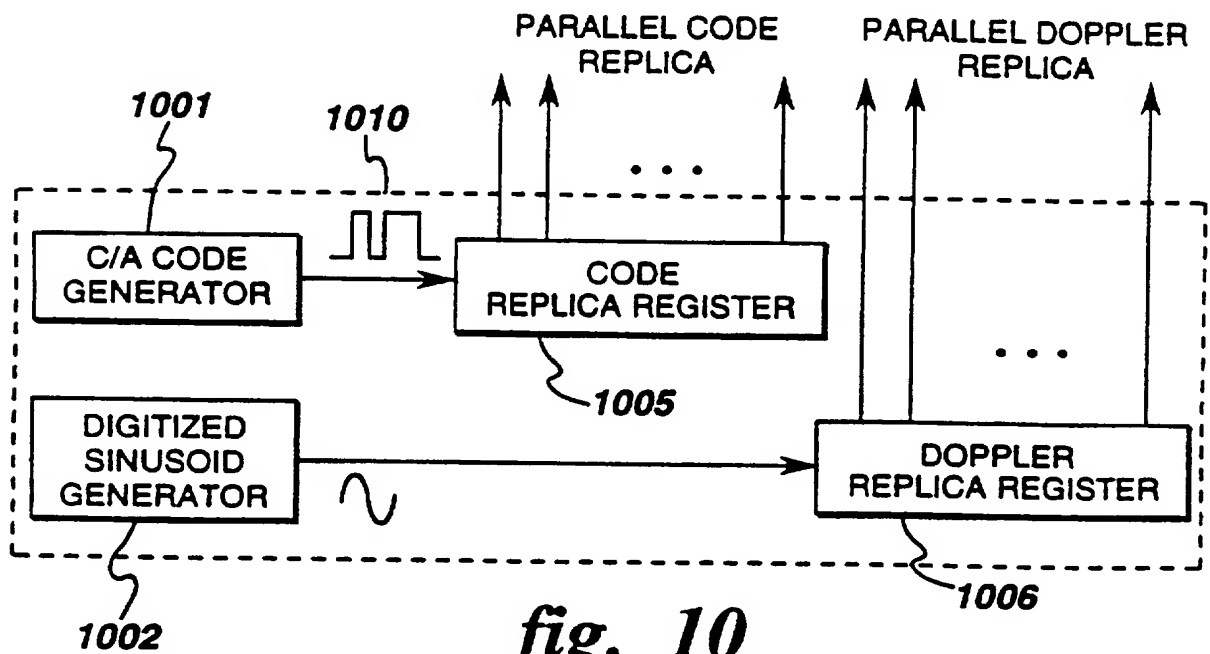 PARALLEL CODE
REPLICA
PARALLEL DOPPLER
REPLICA
1001
1010
C/A CODE
GENERATOR
CODE
REPLICA REGISTER
1005
DIGITIZED
SINUSOID
GENERATOR
DOPPLER
REPLICA REGISTER
1002
1006
fig. 10